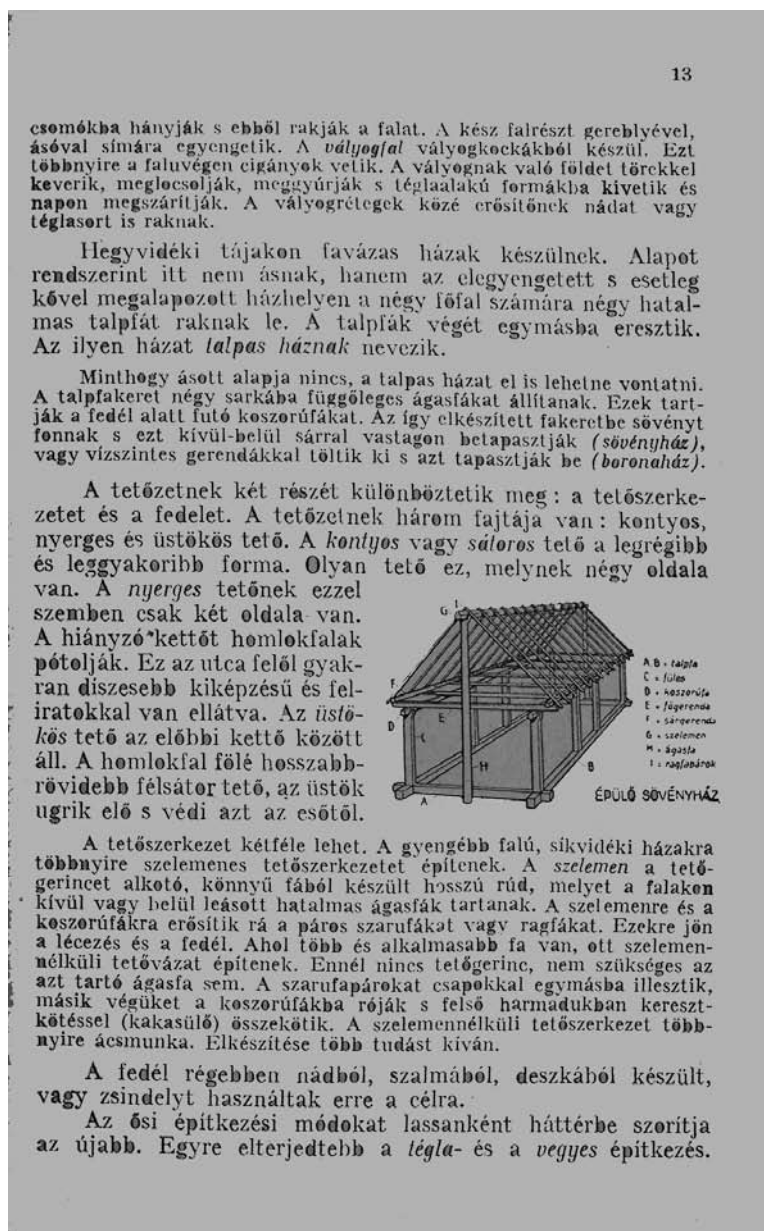 13
csomókba hányják s ebből rakják a falat. A kész falrészt gereblyével,
ásóval símára egyengetik. A vályogfal vályogkockákból készül. Ezt
többnyire a faluvégen cigányok vetik. A vályognak való földet törekkel
keverik, meglocsolják, meggyúrják s téglaalakú formákba kivetik és
napon megszárítják. A vályogrétegek közé erősítőnek nádat vagy
téglasort is raknak.
Hegyvidéki tájakon favázas házak készülnek. Alapot
rendszerint itt nem ásnak, hanem az elegyengetett s esetleg
kővel megalapozott házhelyen a négy főfal számára négy hatal-
mas talpfát raknak le. A talpfák végét egymásba eresztik.
Az ilyen házat talpas háznak nevezik.
Minthogy ásott alapja nincs, a talpas házat el is lehetne vontatni.
A talpfakeret négy sarkába függőleges ágasfákat állítanak. Ezek tart-
ják a fedél alatt futó koszorúfákat. Az így elkészített fakeretbe sövényt
fonnak s ezt kívül-belül sárral vastagon betapasztják (sövényház),
vagy vízszintes gerendákkal töltik ki s azt tapasztják be (boronaház).
A tetőzetnek két részét különböztetik meg : a tetőszerke-
zetet és a fedelet. A tetőzetnek három fajtája van : kontyos,
nyerges és üstökös tető. A kontyos vagy sátoros tető a legrégibb
és leggyakoribb forma. Olyan tető ez, melynek négy oldala
van. A nyerges tetőnek ezzel
szemben csak két oldala van.
A hiányzó kettőt homlokfalak
pótolják. Ez az utca felől gyak-
ran díszesebb kiképzésű és fel-
iratokkal van ellátva. Az üstö-
kös tető az előbbi kettő között
áll. A homlokfal fölé hosszabb-
rövidebb félsátor tető, az üstök
ugrik elő s védi azt az esőtől.
G
I
F
D
E
C
H
B
A
A B = talpfa
C = füles
D = koszorúfa
E = főgerenda
F = sárgerenda
G = szelemen
H = ágasfa
I = ragfapárok
ÉPÜLŐ SÖVÉNYHÁZ
A tetőszerkezet kétféle lehet. A gyengébb falú, síkvidéki házakra
többnyire szelemenes tetőszerkezetet építenek. A szelemen a tető-
gerincet alkotó, könnyű fából készült hosszú rúd, melyet a falakon
kívül vagy belül leásott hatalmas ágasfák tartanak. A szelemenre és a
koszorúfákra erősítik rá a páros szarufákat vagy ragfákat. Ezekre jön
a lécezés és a fedél. Ahol több és alkalmasabb fa van, ott szelemen-
nélküli tetővázat építenek. Ennél nincs tetőgerinc, nem szükséges az
azt tartó ágasfa sem. A szarufapárokat csapokkal egymásba illesztik,
másik végüket a koszorúfákba róják s felső harmadukban kereszt-
kötéssel (kakasülő) összekötik. A szelemennélküli tetőszerkezet több-
nyire ácsmunka. Elkészítése több tudást kíván.
A fedél régebben nádból, szalmából, deszkából készült,
vagy zsindelyt használtak erre a célra.
Az ősi építkezési módokat lassanként háttérbe szorítja
az újabb. Egyre elterjedtebb a tégla- és a vegyes építkezés.